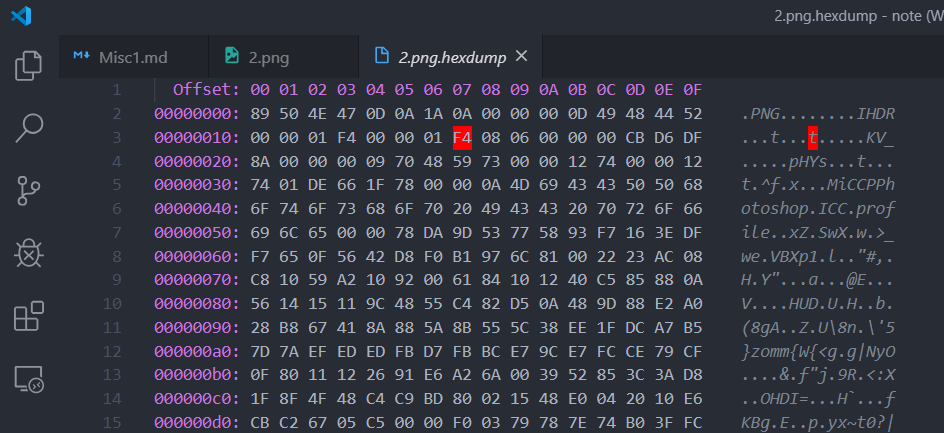 2.png.hexdump - note (W
Misc1.md 2.png 2.png.hexdump
1 Offset: 00 01 02 03 04 05 06 07 08 09 0A 0B 0C 0D 0E 0F
2 00000000: 89 50 4E 47 0D 0A 1A 0A 00 00 00 0D 49 48 44 52 .PNG........IHDR
3 00000010: 00 00 01 F4 00 00 01 F4 08 06 00 00 00 CB D6 DF ...t...t.....KV_
4 00000020: 8A 00 00 00 09 70 48 59 73 00 00 12 74 00 00 12 .....pHYs...t...
5 00000030: 74 01 DE 66 1F 78 00 00 0A 4D 69 43 43 50 50 68 t.^f.x...MiCCPPh
6 00000040: 6F 74 6F 73 68 6F 70 20 49 43 43 20 70 72 6F 66 otoshop.ICC.prof
7 00000050: 69 6C 65 00 00 78 DA 9D 53 77 58 93 F7 16 3E DF ile..xZ.SwX.w.>_
8 00000060: F7 65 0F 56 42 D8 F0 B1 97 6C 81 00 22 23 AC 08 we.VBXp1.l.."#,.
9 00000070: C8 10 59 A2 10 92 00 61 84 10 12 40 C5 85 88 0A H.Y"...a...@E...
10 00000080: 56 14 15 11 9C 48 55 C4 82 D5 0A 48 9D 88 E2 A0 V....HUD.U.H..b.
11 00000090: 28 B8 67 41 8A 88 5A 8B 55 5C 38 EE 1F DC A7 B5 (8gA..Z.U\8n.\'5
12 000000a0: 7D 7A EF ED ED FB D7 FB BC E7 9C E7 FC CE 79 CF }zomm{W{<g.g|NyO
13 000000b0: 0F 80 11 12 26 91 E6 A2 6A 00 39 52 85 3C 3A D8 ....&.f"j.9R.<:X
14 000000c0: 1F 8F 4F 48 C4 C9 BD 80 02 15 48 E0 04 20 10 E6 ..OHDI=...H`...f
15 000000d0: CB C2 67 05 C5 00 00 F0 03 79 78 7E 74 B0 3F FC KBg.E..p.yx~t0?|